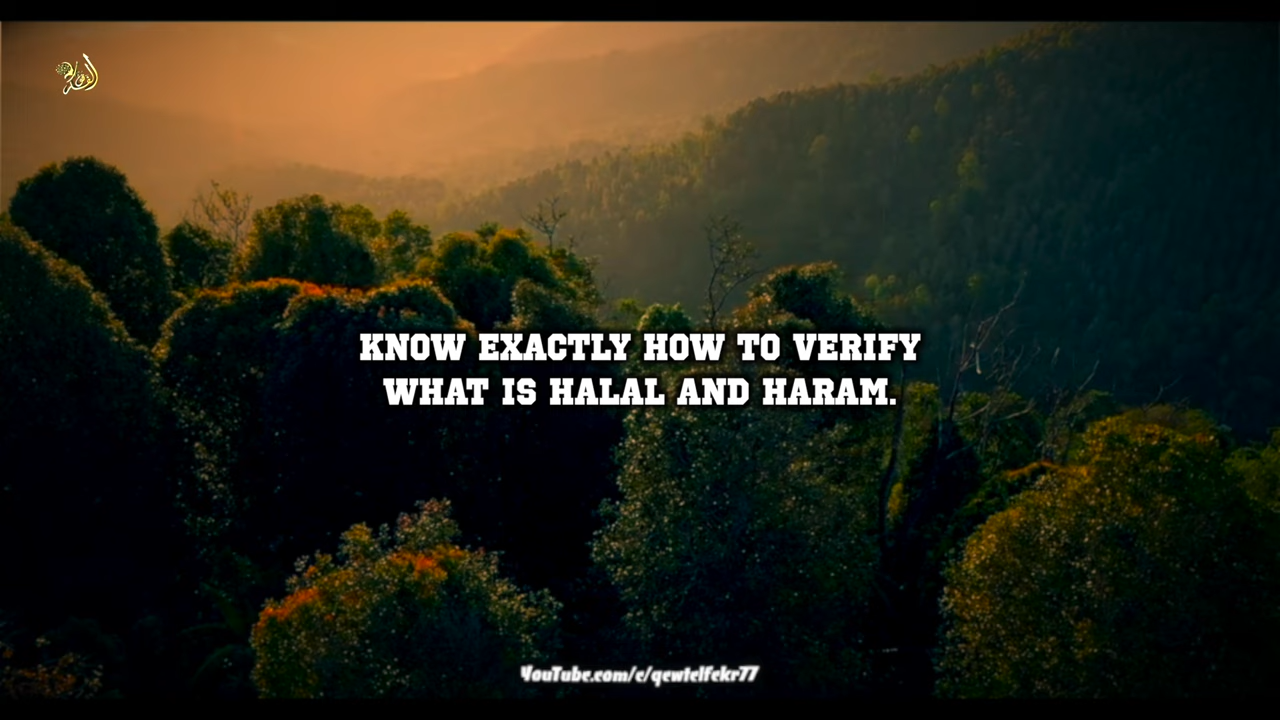 KNOW EXACTLY HOW TO VERIFY
WHAT IS HALAL AND HARAM.
YouTube.com/c/qewtelfekr77